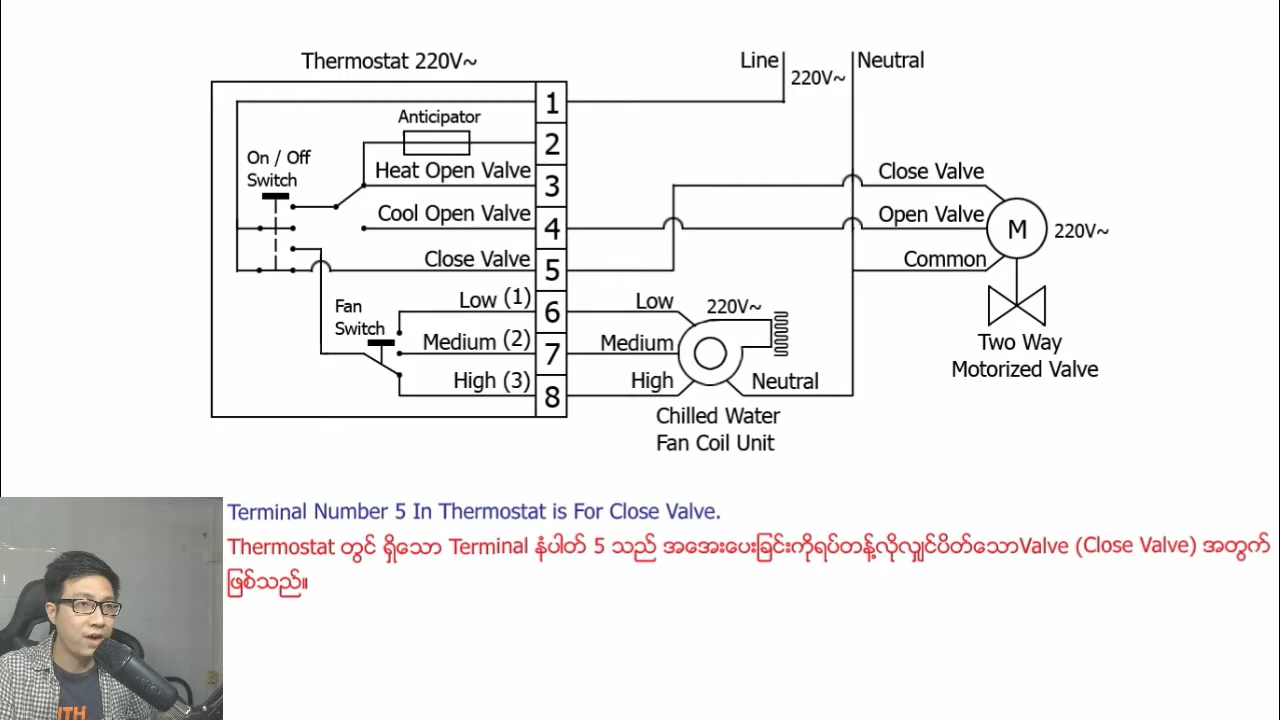 Thermostat 220V~
Line
220V~
Neutral
1
Anticipator
2
On / Off
Switch
Heat Open Valve
3
Close Valve
Cool Open Valve
4
Open Valve
M
220V~
Close Valve
5
Common
Low (1)
6
Low
220V~
Fan
Switch
Medium (2)
7
Medium
Two Way
Motorized Valve
High (3)
8
High
Neutral
Chilled Water
Fan Coil Unit
Terminal Number 5 In Thermostat is For Close Valve.
Thermostat တွင် ရှိသော Terminal နံပါတ် 5 သည် အအေးပေးခြင်းကိုရပ်တန့်လိုလျှင်ပိတ်သောValve (Close Valve) အတွက်
ဖြစ်သည်။